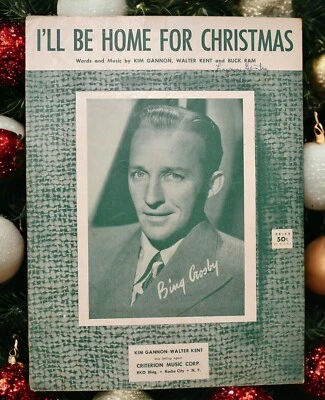 I'LL BE HOME FOR CHRISTMAS
Words and Music by KIM GANNON, WALTER KENT and BUCK RAM
PRICE
50¢
Bing Crosby
KIM GANNON-WALTER KENT
CRITERION MUSIC CORP.
RKO. Bldg. • Radio City • N. Y.